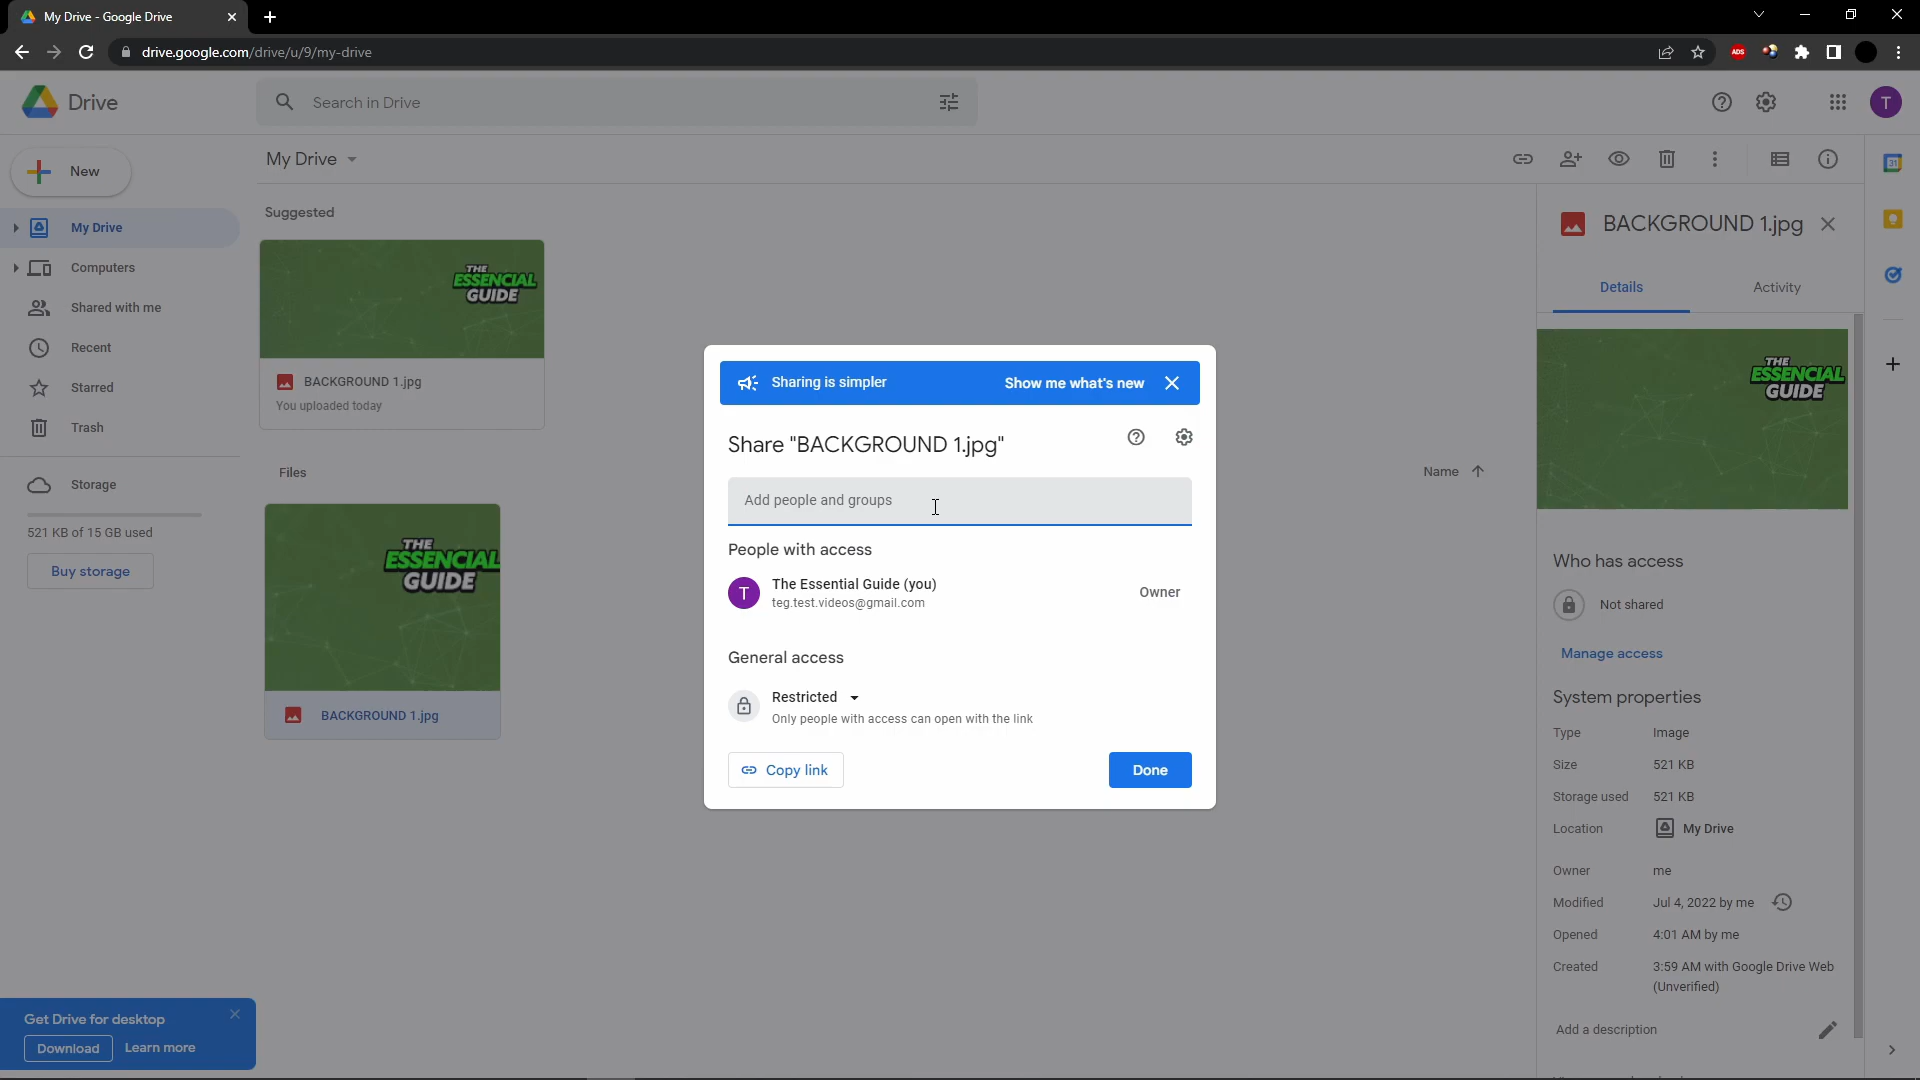 My Drive - Google Drive
drive.google.com/drive/u/9/my-drive
ADS
Drive
Search in Drive
T
New
My Drive
31
My Drive
Computers
Shared with me
Recent
Starred
Trash
Storage
521 KB of 15 GB used
Buy storage
Suggested
THE
ESSENCIAL
GUIDE
BACKGROUND 1.jpg
You uploaded today
Files
Name
THE
ESSENCIAL
GUIDE
BACKGROUND 1.jpg
Sharing is simpler
Show me what's new
Share "BACKGROUND 1.jpg"
Add people and groups
People with access
T
The Essential Guide (you)
teg.test.videos@gmail.com
Owner
General access
Restricted
Only people with access can open with the link
Copy link
Done
BACKGROUND 1.jpg
Details
Activity
THE
ESSENCIAL
GUIDE
Who has access
Not shared
Manage access
System properties
Type Image
Size 521 KB
Storage used 521 KB
Location My Drive
Owner me
Modified Jul 4, 2022 by me
Opened 4:01 AM by me
Created 3:59 AM with Google Drive Web
(Unverified)
Add a description
Get Drive for desktop
Download
Learn more